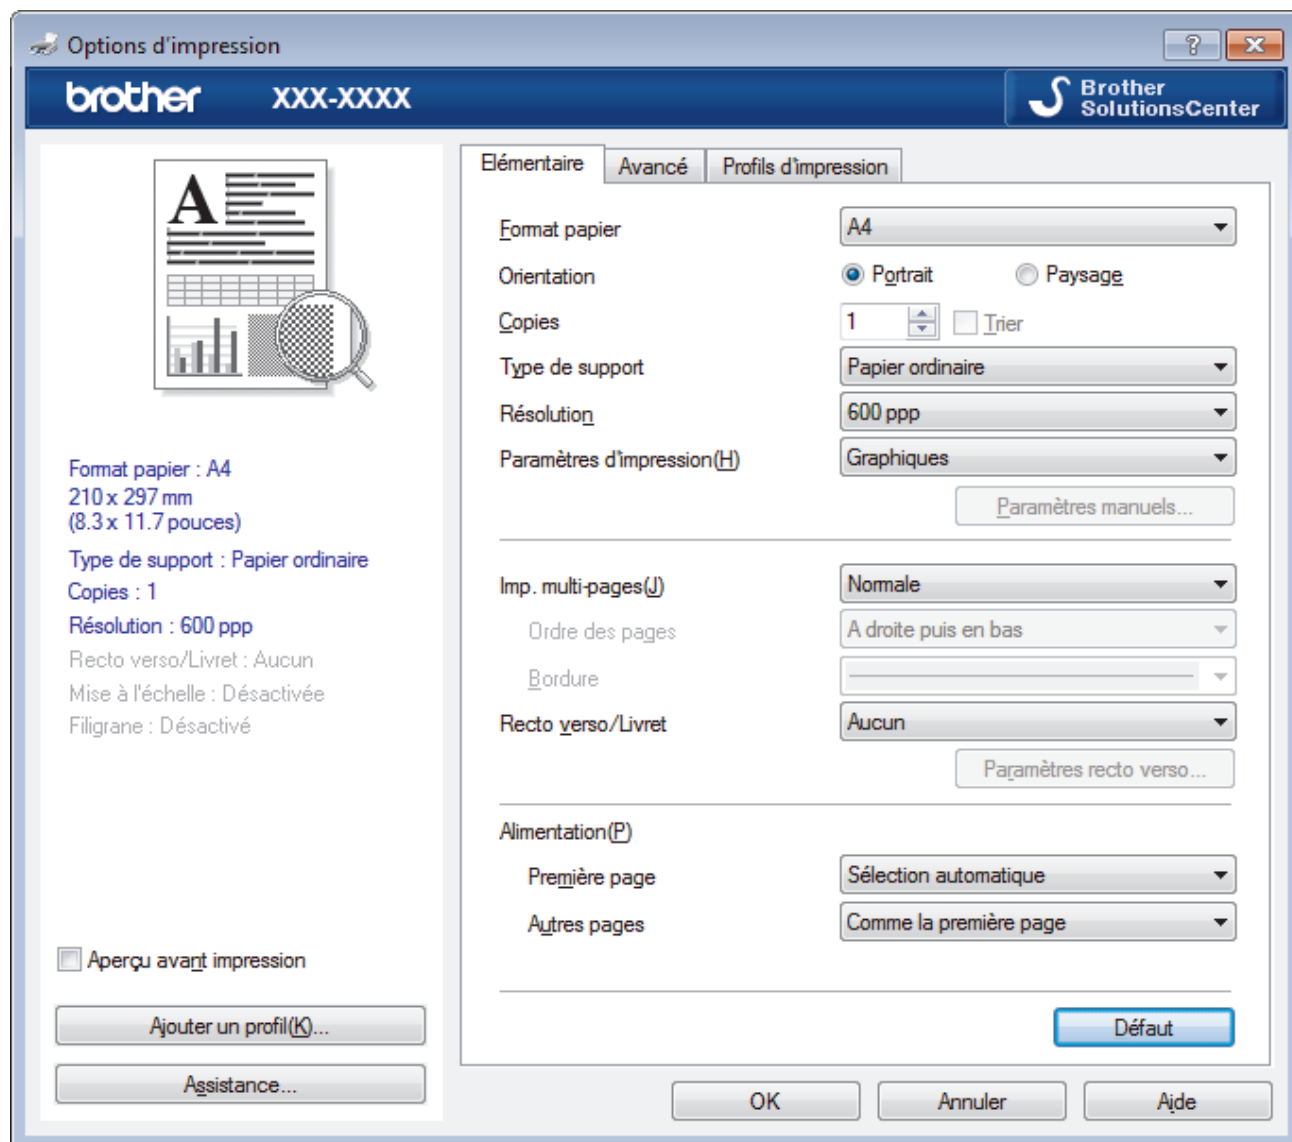 Options d'impression
brother XXX-XXXX
Brother
SolutionsCenter
A
Format papier : A4
210 x 297 mm
(8.3 x 11.7 pouces)
Type de support : Papier ordinaire
Copies : 1
Résolution : 600 ppp
Recto verso/Livret : Aucun
Mise à l'échelle : Désactivée
Filigrane : Désactivé
Aperçu avant impression
Ajouter un profil(K)...
Assistance...
Elémentaire Avancé Profils d'impression
Format papier A4
Orientation Portrait Paysage
Copies 1 Trier
Type de support Papier ordinaire
Résolution 600 ppp
Paramètres d'impression(H) Graphiques
Paramètres manuels...
Imp. multi-pages(J) Normale
Ordre des pages A droite puis en bas
Bordure
Recto verso/Livret Aucun
Paramètres recto verso...
Alimentation(P)
Première page Sélection automatique
Autres pages Comme la première page
Défaut
OK Annuler Aide